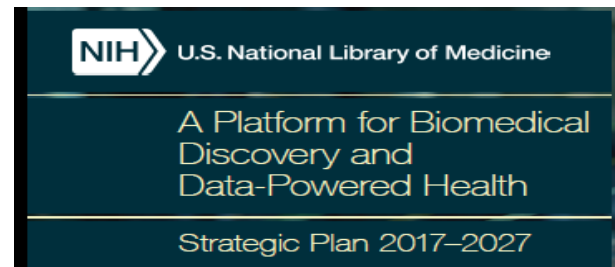 NIH U.S. National Library of Medicine
A Platform for Biomedical
Discovery and
Data-Powered Health
Strategic Plan 2017–2027